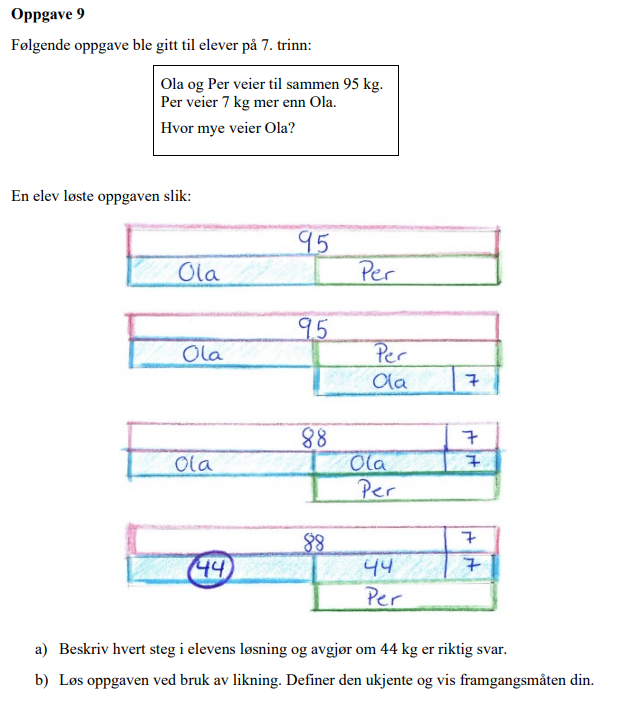 Oppgave 9
Følgende oppgave ble gitt til elever på 7. trinn:
Ola og Per veier til sammen 95 kg.
Per veier 7 kg mer enn Ola.
Hvor mye veier Ola?
En elev løste oppgaven slik:
95
Ola Per
95
Ola Per
Ola 7
88 7
Ola Ola 7
Per
88 7
44 44 7
Per
a) Beskriv hvert steg i elevens løsning og avgjør om 44 kg er riktig svar.
b) Løs oppgaven ved bruk av likning. Definer den ukjente og vis framgangsmåten din.